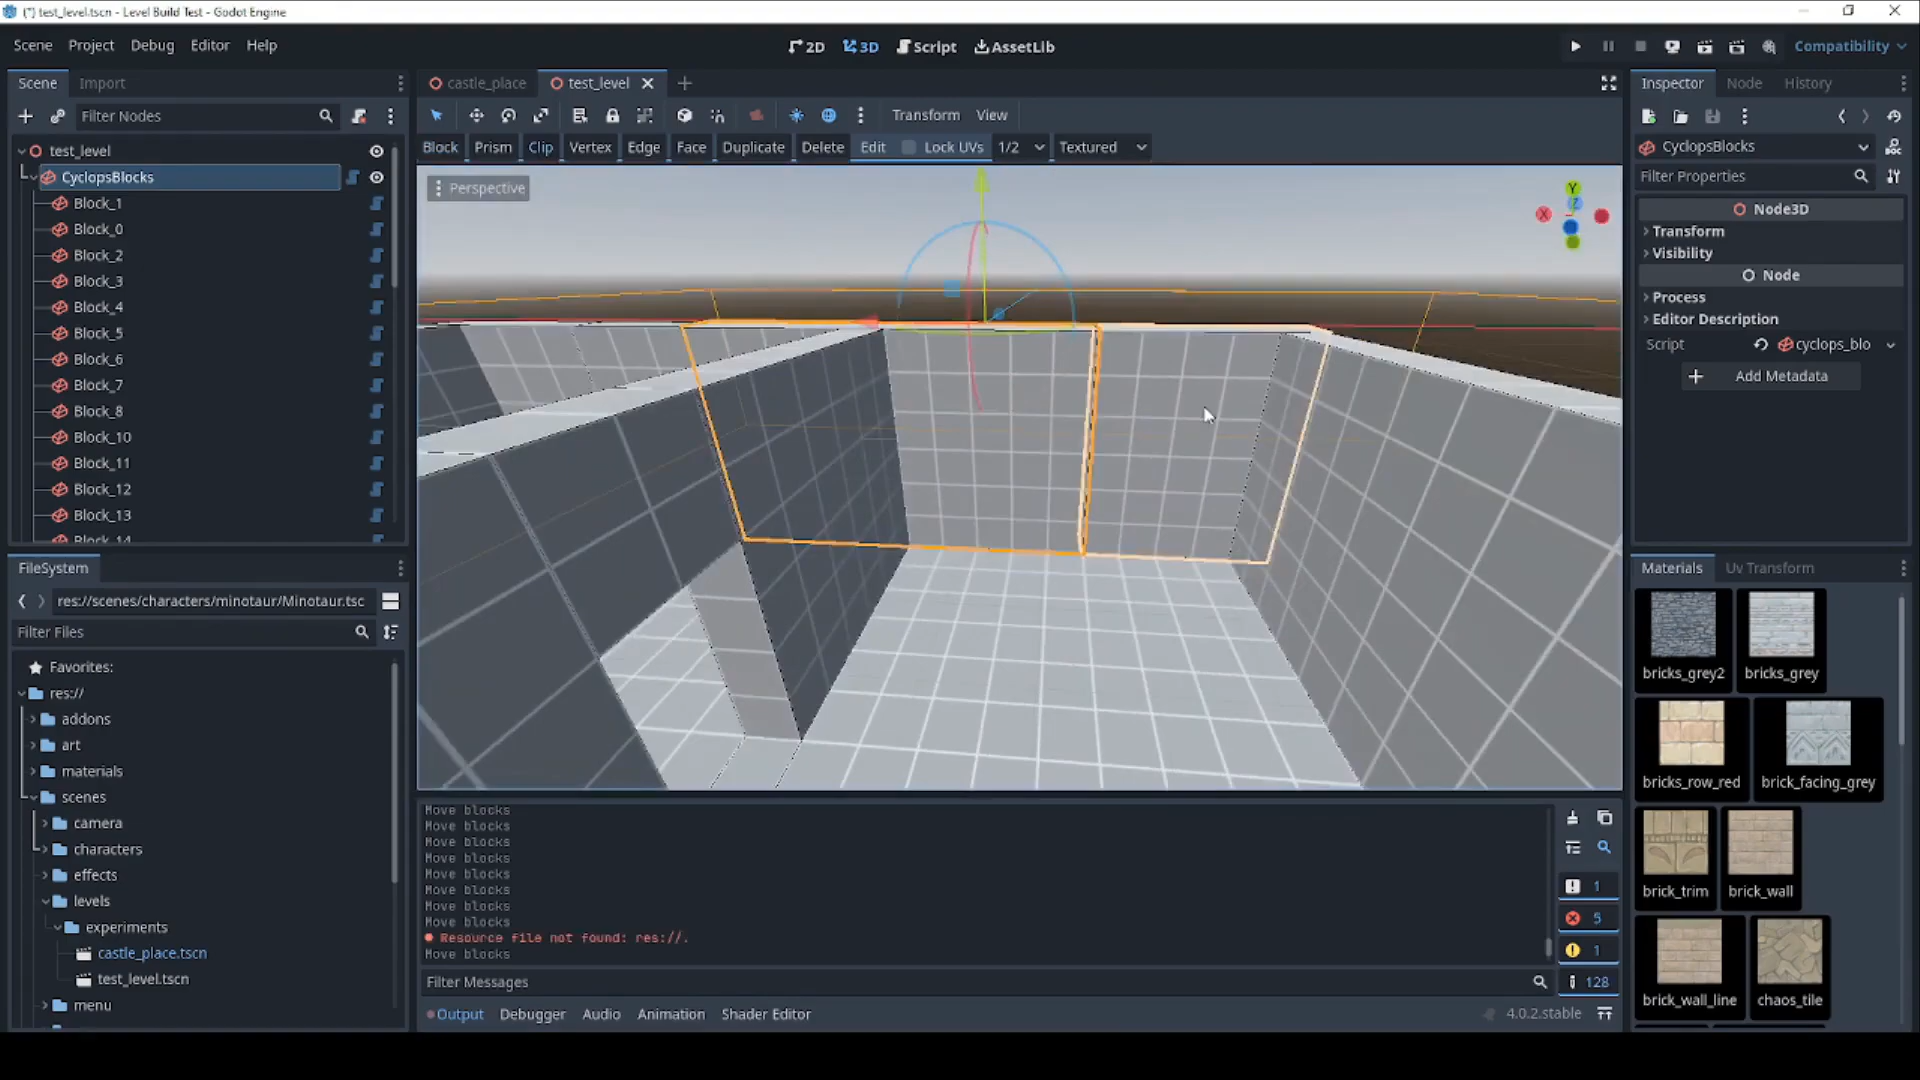 (*) test_level.tscn - Level Build Test - Godot Engine
Scene Project Debug Editor Help
2D 3D Script AssetLib
Compatibility
Scene Import
castle_place test_level
Inspector Node History
Filter Nodes
Transform View
Block Prism Clip Vertex Edge Face Duplicate Delete Edit Lock UVs 1/2 Textured
test_level
CyclopsBlocks
Block_1
Block_0
Block_2
Block_3
Block_4
Block_5
Block_6
Block_7
Block_8
Block_10
Block_11
Block_12
Block_13
Block_14
Perspective
Y
Z
X
CyclopsBlocks
DOC
Filter Properties
Node3D
Transform
Visibility
Node
Process
Editor Description
Script cyclops_blo
Add Metadata
FileSystem
res://scenes/characters/minotaur/Minotaur.tsc
Filter Files
Favorites:
res://
addons
art
materials
scenes
camera
characters
effects
levels
experiments
castle_place.tscn
test_level.tscn
menu
Move blocks
Move blocks
Move blocks
Move blocks
Move blocks
Move blocks
Move blocks
Move blocks
Resource file not found: res://.
Move blocks
1
5
1
128
Filter Messages
Output Debugger Audio Animation Shader Editor
4.0.2.stable
Materials Uv Transform
bricks_grey2 bricks_grey
bricks_row_red brick_facing_grey
brick_trim brick_wall
brick_wall_line chaos_tile